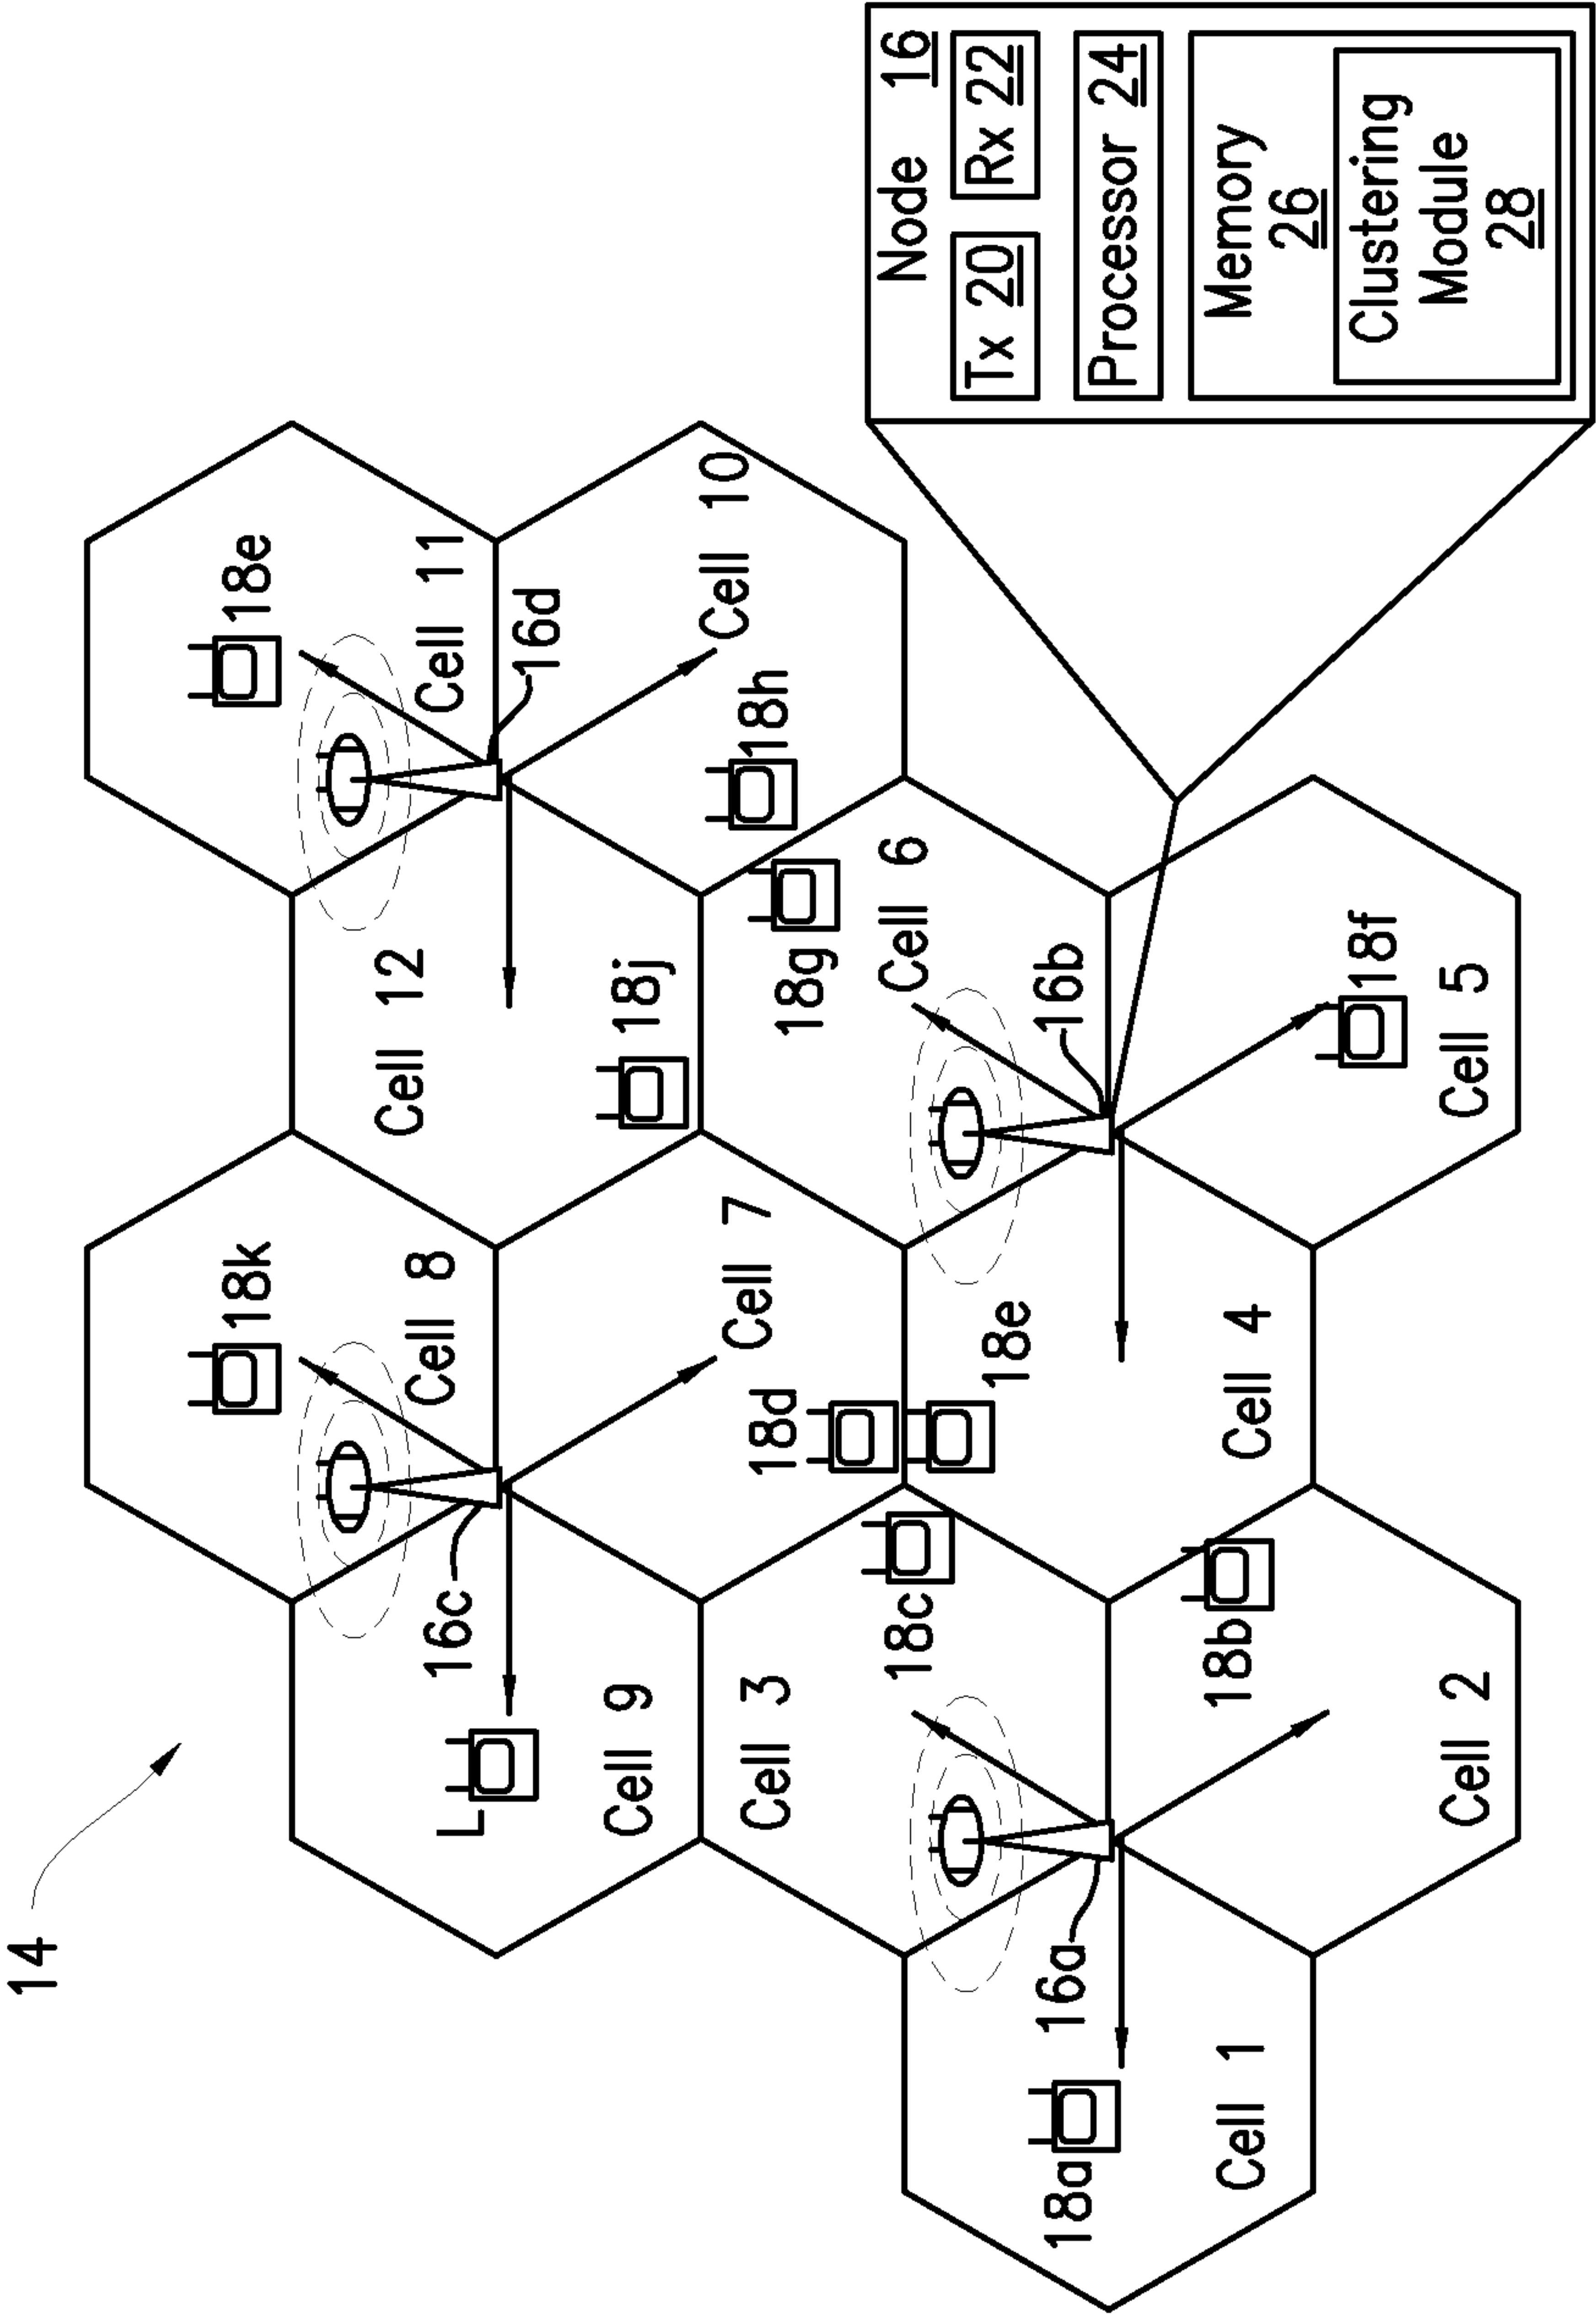 14
18k
18e
Cell 8
Cell 12
Cell 11
16c
16d
L
Cell 9
18j
Cell 7
Cell 10
18h
Cell 3
18d
18g
18c
18e
Cell 6
16a
16b
18a
18b
Cell 4
18f
Cell 1
Cell 2
Cell 5
Node 16
Tx 20
Rx 22
Processor 24
Memory
26
Clustering
Module
28